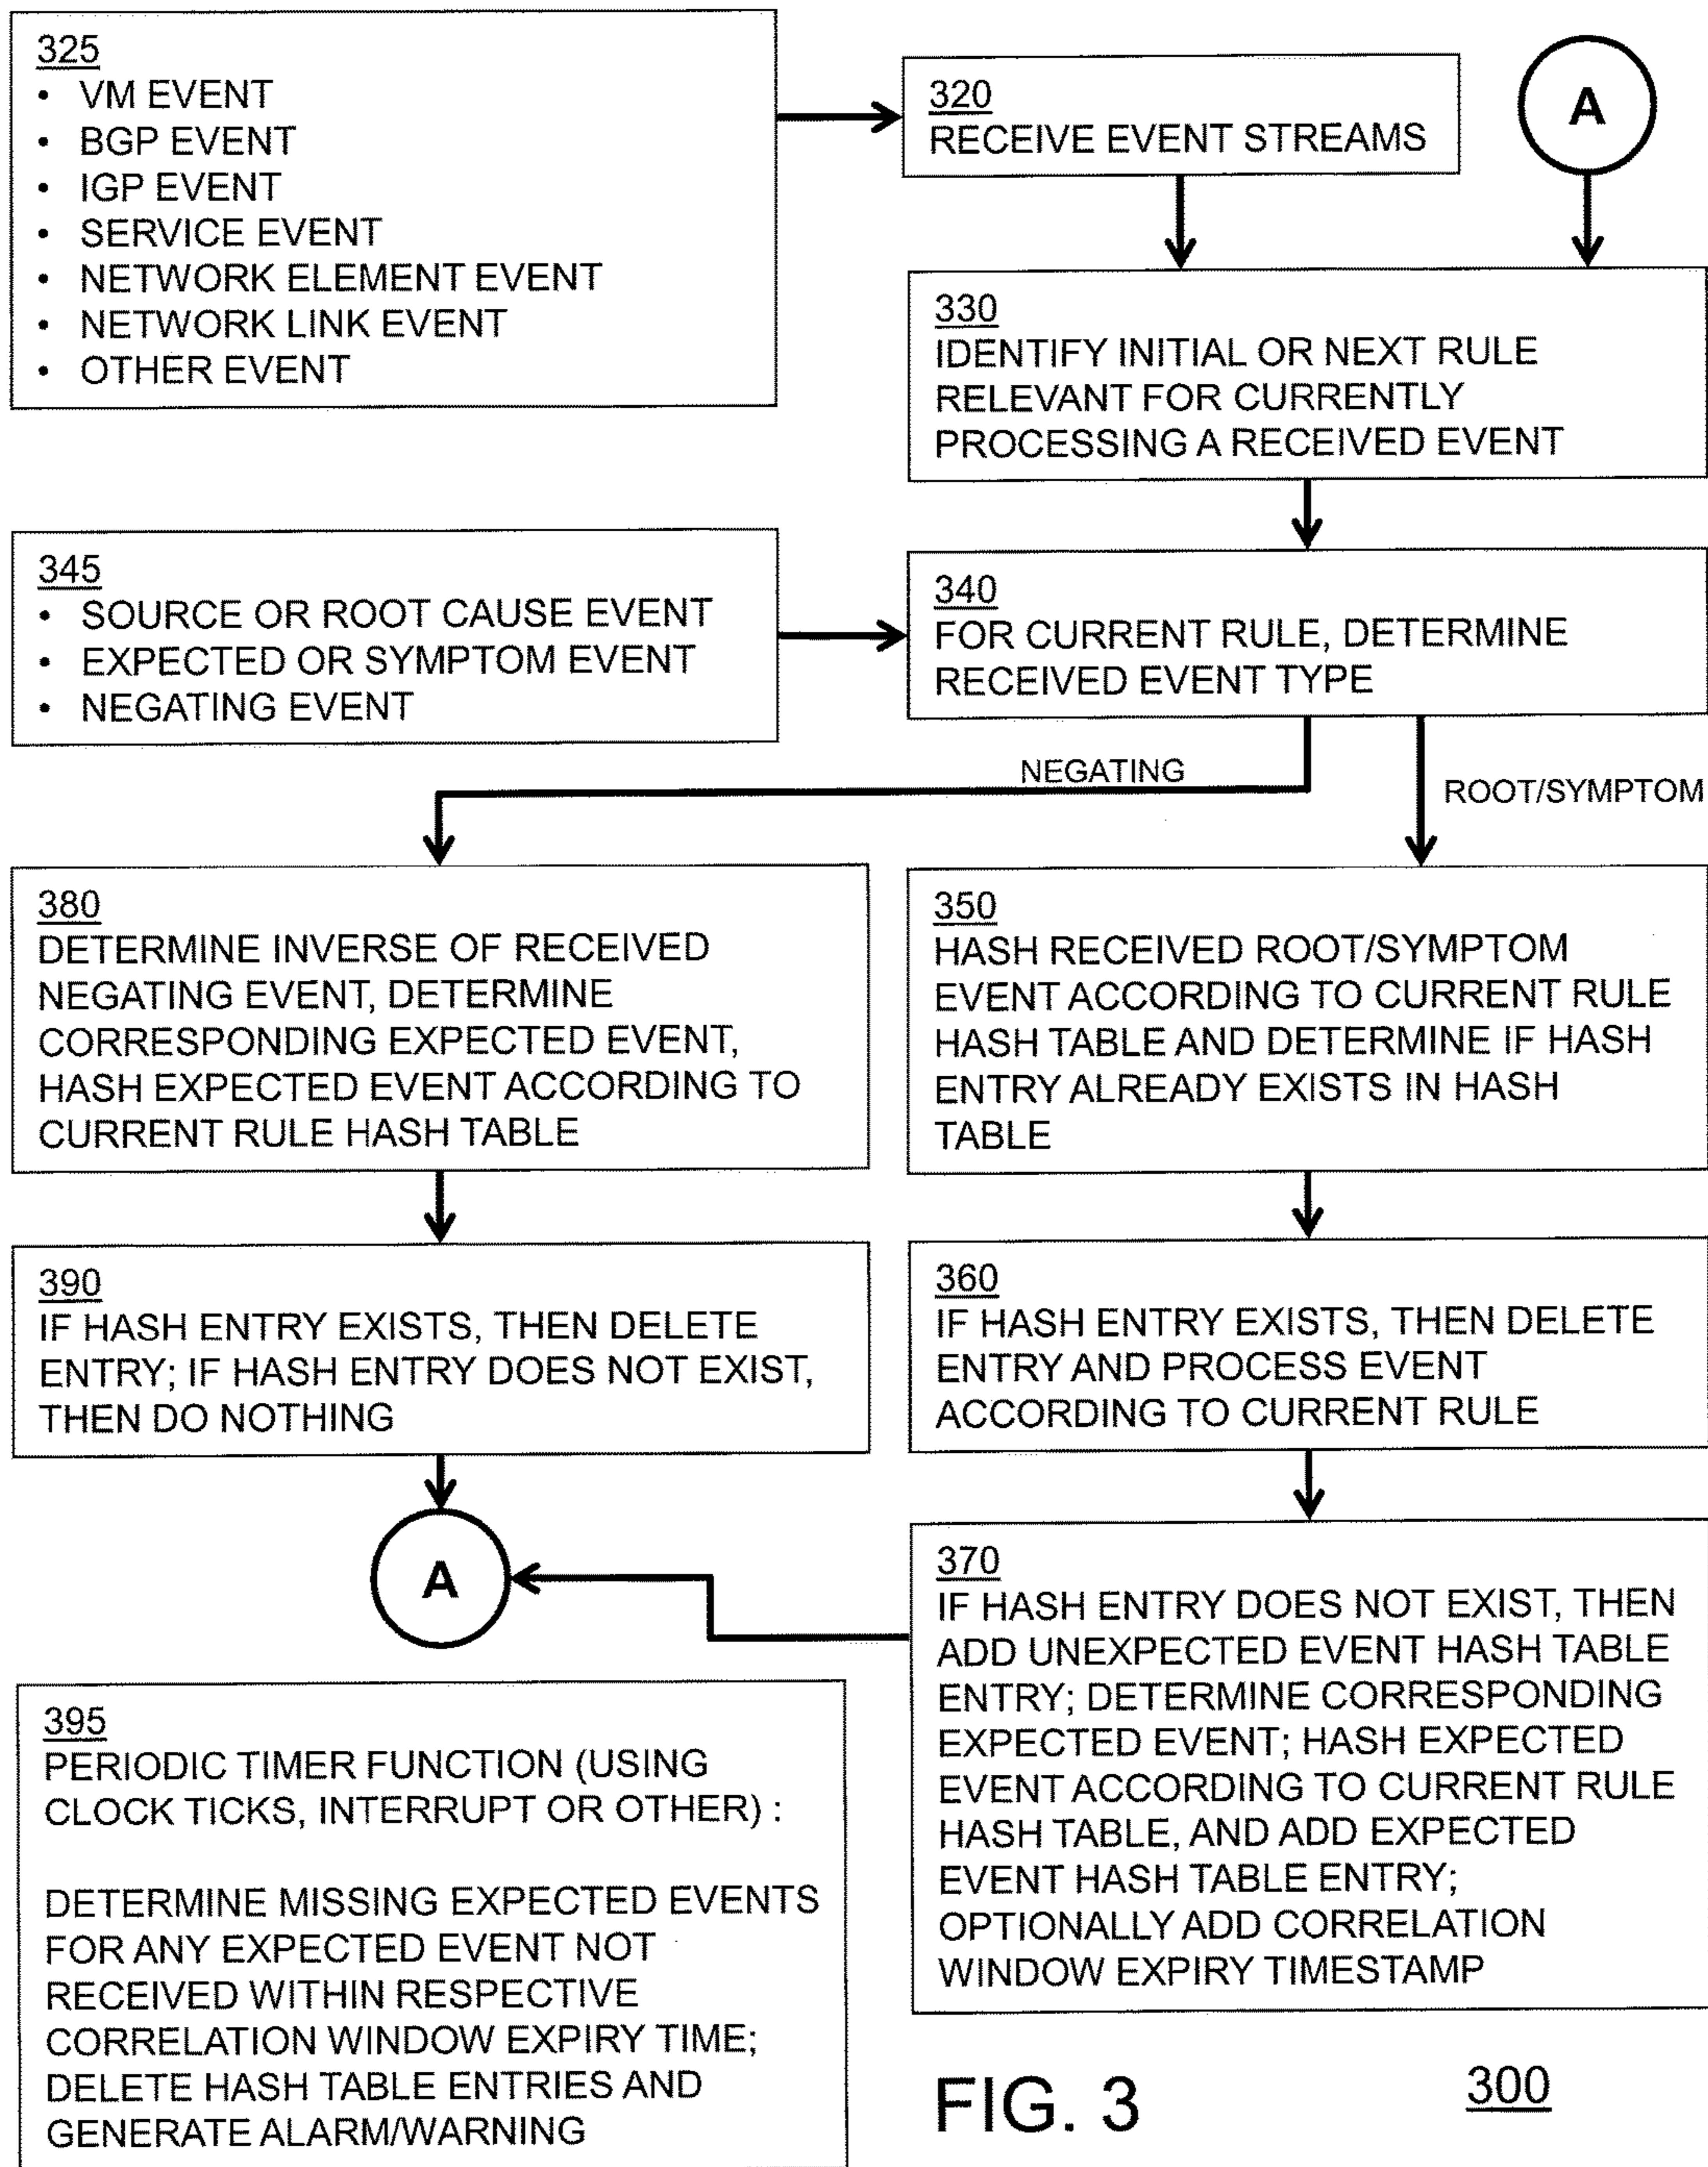 325
• VM EVENT
• BGP EVENT
• IGP EVENT
• SERVICE EVENT
• NETWORK ELEMENT EVENT
• NETWORK LINK EVENT
• OTHER EVENT
320
RECEIVE EVENT STREAMS
A
330
IDENTIFY INITIAL OR NEXT RULE
RELEVANT FOR CURRENTLY
PROCESSING A RECEIVED EVENT
345
• SOURCE OR ROOT CAUSE EVENT
• EXPECTED OR SYMPTOM EVENT
• NEGATING EVENT
340
FOR CURRENT RULE, DETERMINE
RECEIVED EVENT TYPE
NEGATING
ROOT/SYMPTOM
380
DETERMINE INVERSE OF RECEIVED
NEGATING EVENT, DETERMINE
CORRESPONDING EXPECTED EVENT,
HASH EXPECTED EVENT ACCORDING TO
CURRENT RULE HASH TABLE
350
HASH RECEIVED ROOT/SYMPTOM
EVENT ACCORDING TO CURRENT RULE
HASH TABLE AND DETERMINE IF HASH
ENTRY ALREADY EXISTS IN HASH
TABLE
390
IF HASH ENTRY EXISTS, THEN DELETE
ENTRY; IF HASH ENTRY DOES NOT EXIST,
THEN DO NOTHING
360
IF HASH ENTRY EXISTS, THEN DELETE
ENTRY AND PROCESS EVENT
ACCORDING TO CURRENT RULE
A
370
IF HASH ENTRY DOES NOT EXIST, THEN
ADD UNEXPECTED EVENT HASH TABLE
ENTRY; DETERMINE CORRESPONDING
EXPECTED EVENT; HASH EXPECTED
EVENT ACCORDING TO CURRENT RULE
HASH TABLE, AND ADD EXPECTED
EVENT HASH TABLE ENTRY;
OPTIONALLY ADD CORRELATION
WINDOW EXPIRY TIMESTAMP
395
PERIODIC TIMER FUNCTION (USING
CLOCK TICKS, INTERRUPT OR OTHER) :
DETERMINE MISSING EXPECTED EVENTS
FOR ANY EXPECTED EVENT NOT
RECEIVED WITHIN RESPECTIVE
CORRELATION WINDOW EXPIRY TIME;
DELETE HASH TABLE ENTRIES AND
GENERATE ALARM/WARNING
FIG. 3
300